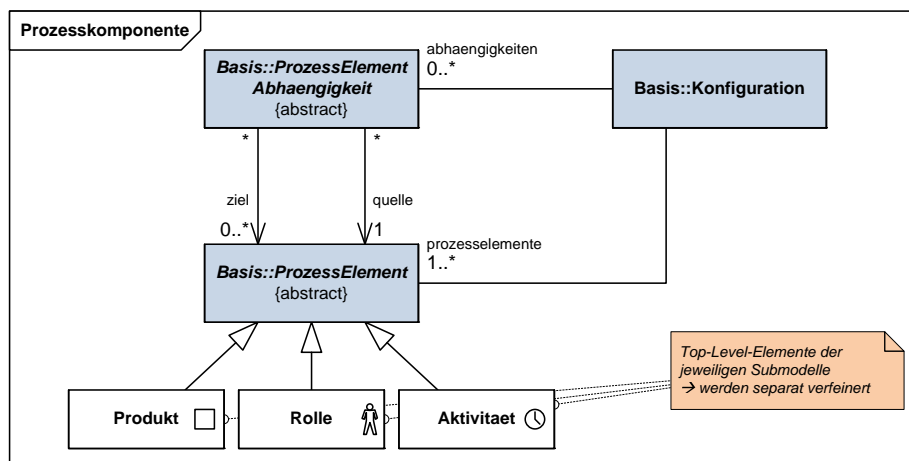 Prozesskomponente
Basis::ProzessElement
Abhaengigkeit
{abstract}
abhaengigkeiten
0..*
Basis::Konfiguration
*
*
ziel
quelle
0..*
1
prozesselemente
1..*
Basis::ProzessElement
{abstract}
Top-Level-Elemente der
jeweiligen Submodelle
→ werden separat verfeinert
Produkt
Rolle
Aktivitaet